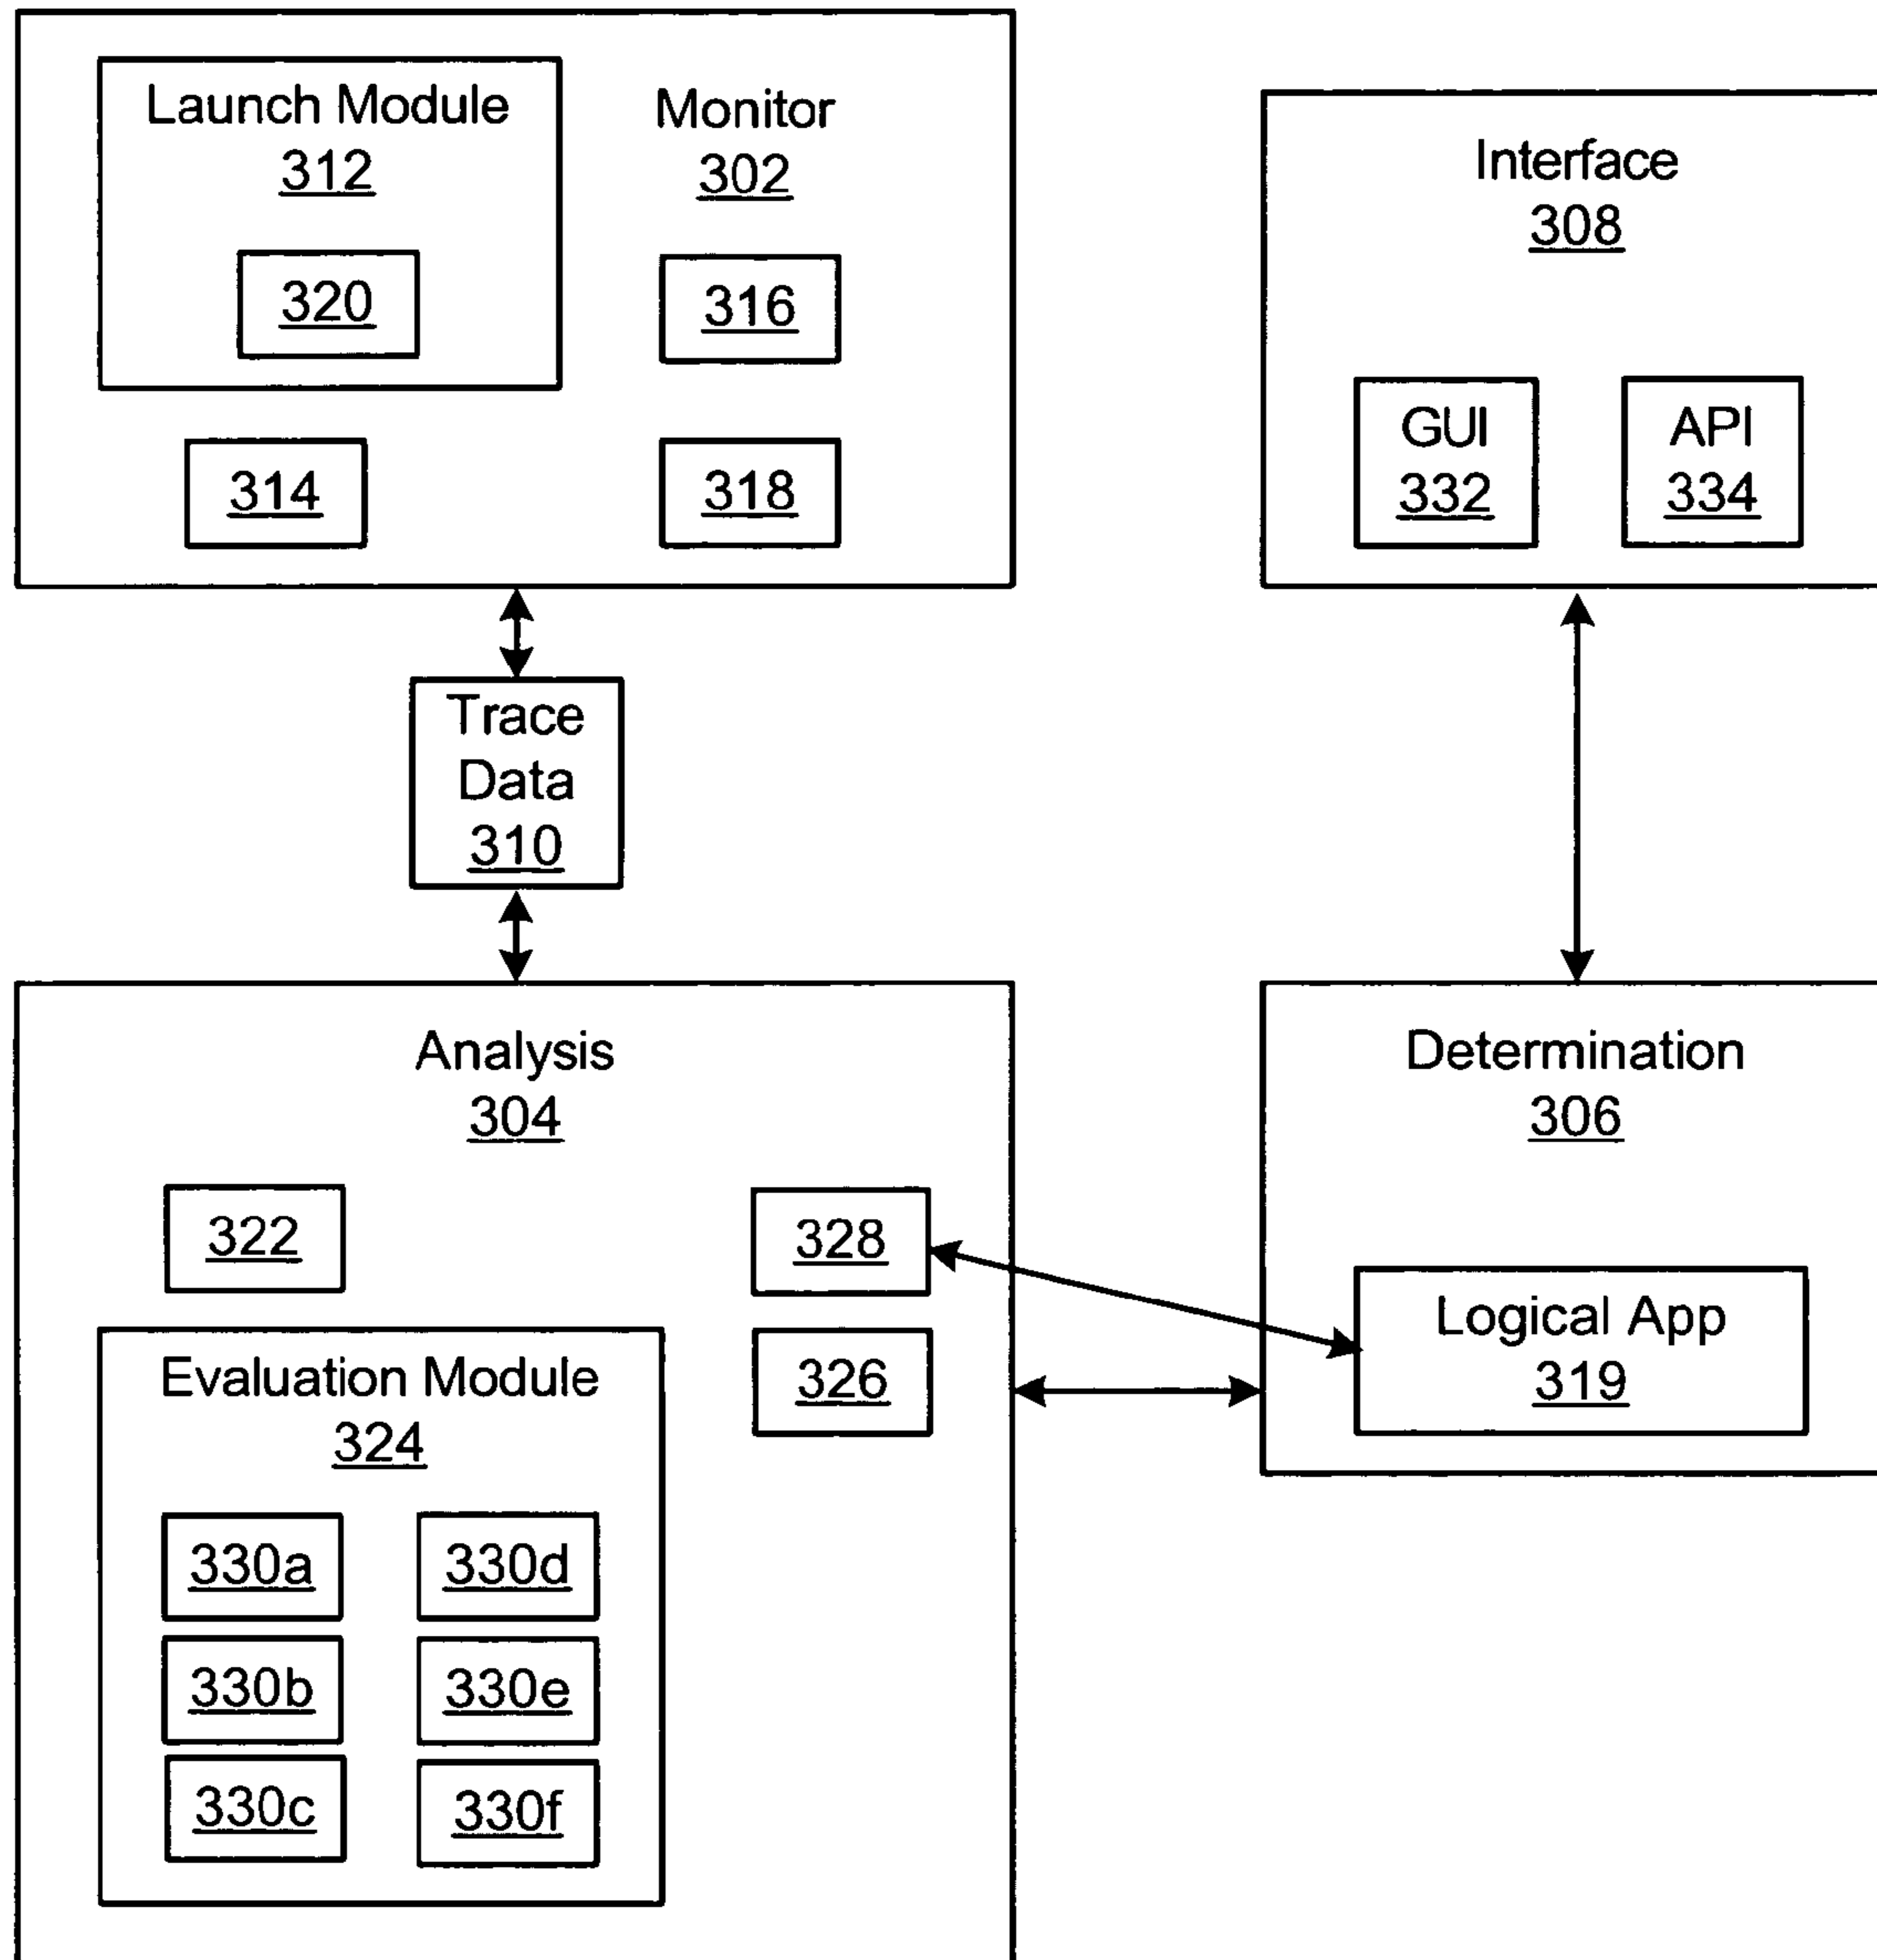 Launch Module
312
320
Monitor
302
316
314
318
Interface
308
GUI
332
API
334
Trace
Data
310
Analysis
304
322
328
326
Evaluation Module
324
330a
330d
330b
330e
330c
330f
Determination
306
Logical App
319